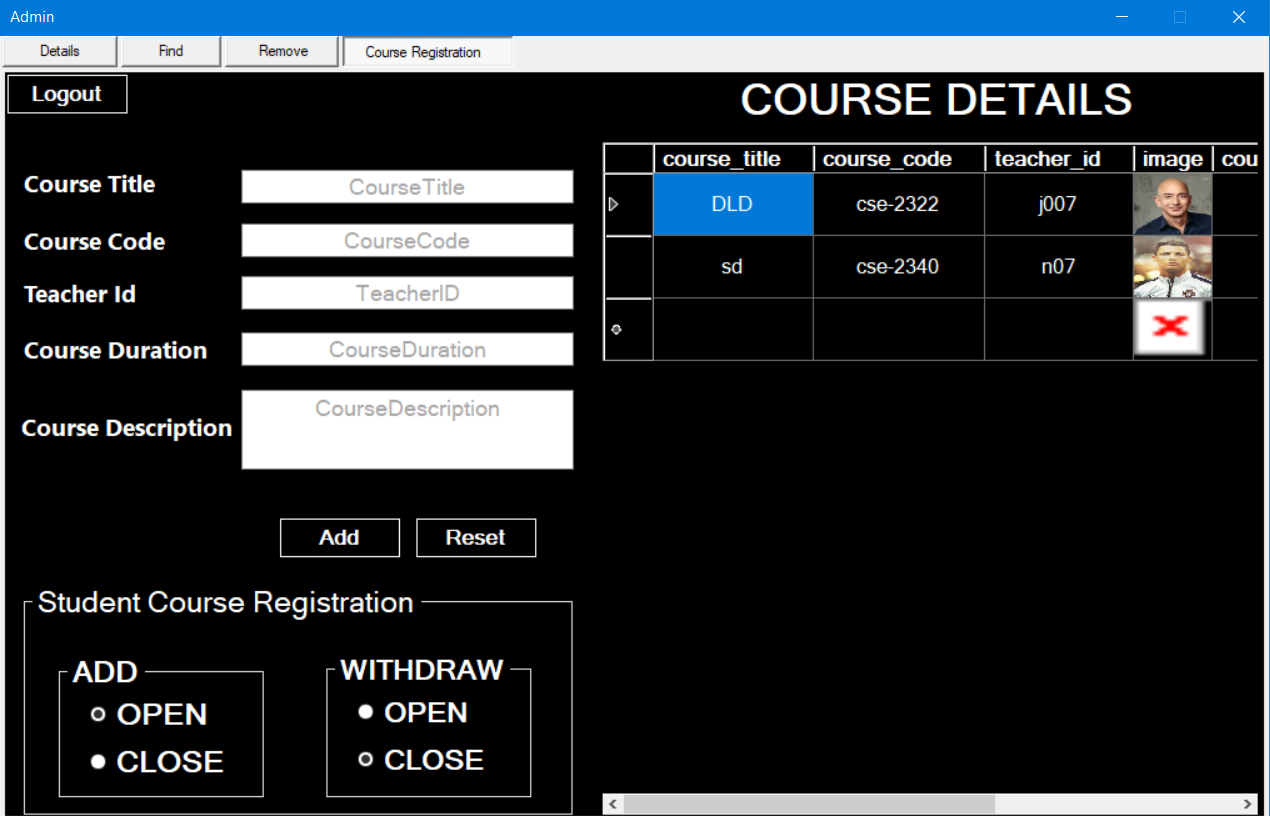 Admin
Details Find Remove Course Registration
Logout
COURSE DETAILS
Course Title CourseTitle
Course Code CourseCode
Teacher Id TeacherID
Course Duration CourseDuration
Course Description CourseDescription
Add Reset
Student Course Registration
ADD
OPEN
CLOSE
WITHDRAW
OPEN
CLOSE
course_title course_code teacher_id image cou
DLD cse-2322 j007
sd cse-2340 n07